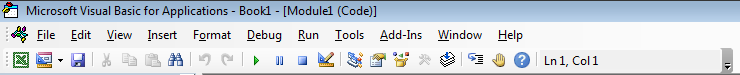 Microsoft Visual Basic for Applications - Book1 - [Module1 (Code)]
File Edit View Insert Format Debug Run Tools Add-Ins Window Help
Ln 1, Col 1